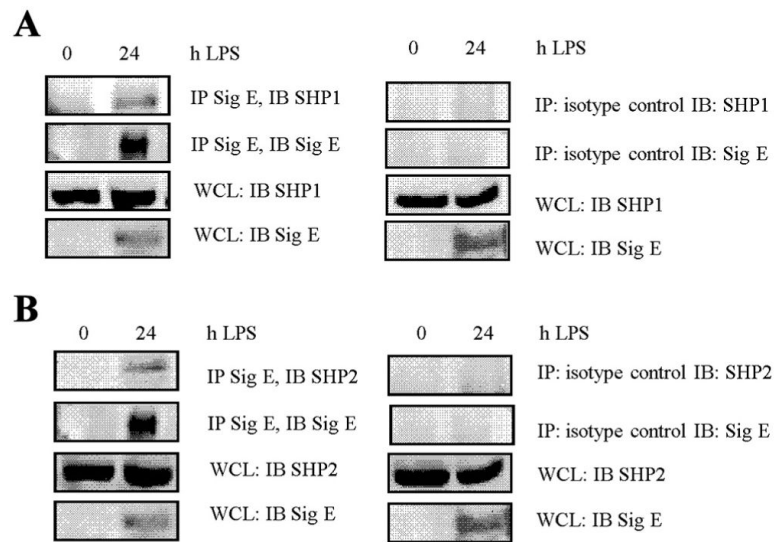 A
0 24 h LPS
IP Sig E, IB SHP1
IP Sig E, IB Sig E
WCL: IB SHP1
WCL: IB Sig E
0 24 h LPS
IP: isotype control IB: SHP1
IP: isotype control IB: Sig E
WCL: IB SHP1
WCL: IB Sig E
B
0 24 h LPS
IP Sig E, IB SHP2
IP Sig E, IB Sig E
WCL: IB SHP2
WCL: IB Sig E
0 24 h LPS
IP: isotype control IB: SHP2
IP: isotype control IB: Sig E
WCL: IB SHP2
WCL: IB Sig E